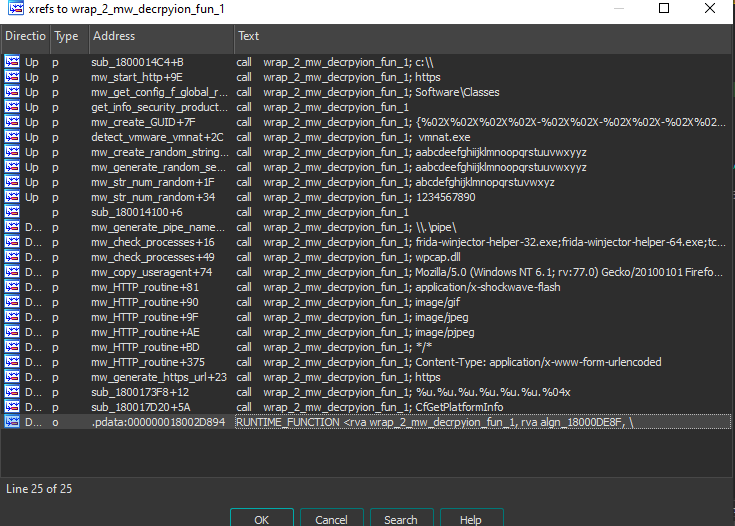 xrefs to wrap_2_mw_decrpyion_fun_1
Directio Type Address Text
Up p sub_1800014C4+B call wrap_2_mw_decrpyion_fun_1; c:\\
Up p mw_start_http+9E call wrap_2_mw_decrpyion_fun_1; https
Up p mw_get_config_f_global_r... call wrap_2_mw_decrpyion_fun_1; Software\Classes
Up p get_info_security_product... call wrap_2_mw_decrpyion_fun_1
Up p mw_create_GUID+7F call wrap_2_mw_decrpyion_fun_1; {%02X%02X%02X%02X-%02X%02X-%02X%02X-%02X%02...
Up p detect_vmware_vmnat+2C call wrap_2_mw_decrpyion_fun_1; vmnat.exe
Up p mw_create_random_string... call wrap_2_mw_decrpyion_fun_1; aabcdeefghiijklmnoopqrstuuvwxyyz
Up p mw_generate_random_se... call wrap_2_mw_decrpyion_fun_1; aabcdeefghiijklmnoopqrstuuvwxyyz
Up p mw_str_num_random+1F call wrap_2_mw_decrpyion_fun_1; abcdyfghijklmnopqrstuvwxyz
Up p mw_str_num_random+34 call wrap_2_mw_decrpyion_fun_1; 1234567890
p sub_180014100+6 call wrap_2_mw_decrpyion_fun_1
D... p mw_generate_pipe_name... call wrap_2_mw_decrpyion_fun_1; \\.\pipe\
D... p mw_check_processes+16 call wrap_2_mw_decrpyion_fun_1; frida-winjector-helper-32.exe;frida-winjector-helper-64.exe;tc...
D... p mw_check_processes+49 call wrap_2_mw_decrpyion_fun_1; wpcap.dll
D... p mw_copy_useragent+74 call wrap_2_mw_decrpyion_fun_1; Mozilla/5.0 (Windows NT 6.1; rv:77.0) Gecko/20100101 Firefo...
D... p mw_HTTP_routine+81 call wrap_2_mw_decrpyion_fun_1; application/x-shockwave-flash
D... p mw_HTTP_routine+90 call wrap_2_mw_decrpyion_fun_1; image/gif
D... p mw_HTTP_routine+9F call wrap_2_mw_decrpyion_fun_1; image/jpeg
D... p mw_HTTP_routine+AE call wrap_2_mw_decrpyion_fun_1; image/pjpeg
D... p mw_HTTP_routine+BD call wrap_2_mw_decrpyion_fun_1; */*
D... p mw_HTTP_routine+375 call wrap_2_mw_decrpyion_fun_1; Content-Type: application/x-www-form-urlencoded
D... p mw_generate_https_url+23 call wrap_2_mw_decrpyion_fun_1; https
D... p sub_1800173F8+12 call wrap_2_mw_decrpyion_fun_1; %u.%u.%u.%u.%u.%u.%04x
D... p sub_180017D20+5A call wrap_2_mw_decrpyion_fun_1; CfGetPlatformInfo
D... o .pdata:000000018002D894 RUNTIME_FUNCTION <rva wrap_2_mw_decrpyion_fun_1, rva algn_18000DE8F, \
Line 25 of 25
OK Cancel Search Help